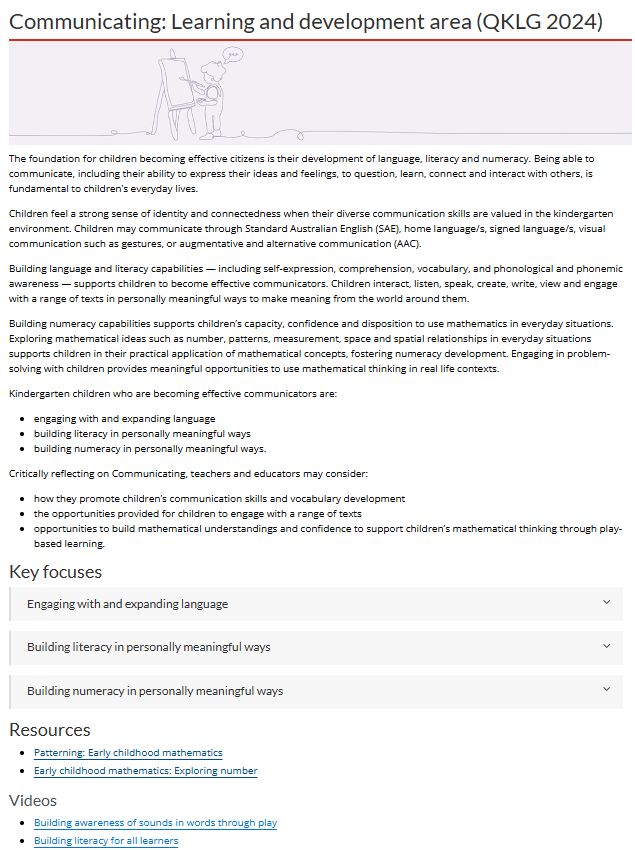 Communicating: Learning and development area (QKLG 2024)
The foundation for children becoming effective citizens is their development of language, literacy and numeracy. Being able to
communicate, including their ability to express their ideas and feelings, to question, learn, connect and interact with others, is
fundamental to children's everyday lives.
Children feel a strong sense of identity and connectedness when their diverse communication skills are valued in the kindergarten
environment. Children may communicate through Standard Australian English (SAE), home language/s, signed language/s, visual
communication such as gestures, or augmentative and alternative communication (AAC).
Building language and literacy capabilities — including self-expression, comprehension, vocabulary, and phonological and phonemic
awareness — supports children to become effective communicators. Children interact, listen, speak, create, write, view and engage
with a range of texts in personally meaningful ways to make meaning from the world around them.
Building numeracy capabilities supports children's capacity, confidence and disposition to use mathematics in everyday situations.
Exploring mathematical ideas such as number, patterns, measurement, space and spatial relationships in everyday situations
supports children in their practical application of mathematical concepts, fostering numeracy development. Engaging in problem-
solving with children provides meaningful opportunities to use mathematical thinking in real life contexts.
Kindergarten children who are becoming effective communicators are:
• engaging with and expanding language
• building literacy in personally meaningful ways
• building numeracy in personally meaningful ways.
Critically reflecting on Communicating, teachers and educators may consider:
• how they promote children's communication skills and vocabulary development
• the opportunities provided for children to engage with a range of texts
• opportunities to build mathematical understandings and confidence to support children's mathematical thinking through play-
based learning.
Key focuses
Engaging with and expanding language
Building literacy in personally meaningful ways
Building numeracy in personally meaningful ways
Resources
• Patterning: Early childhood mathematics
• Early childhood mathematics: Exploring number
Videos
• Building awareness of sounds in words through play
• Building literacy for all learners